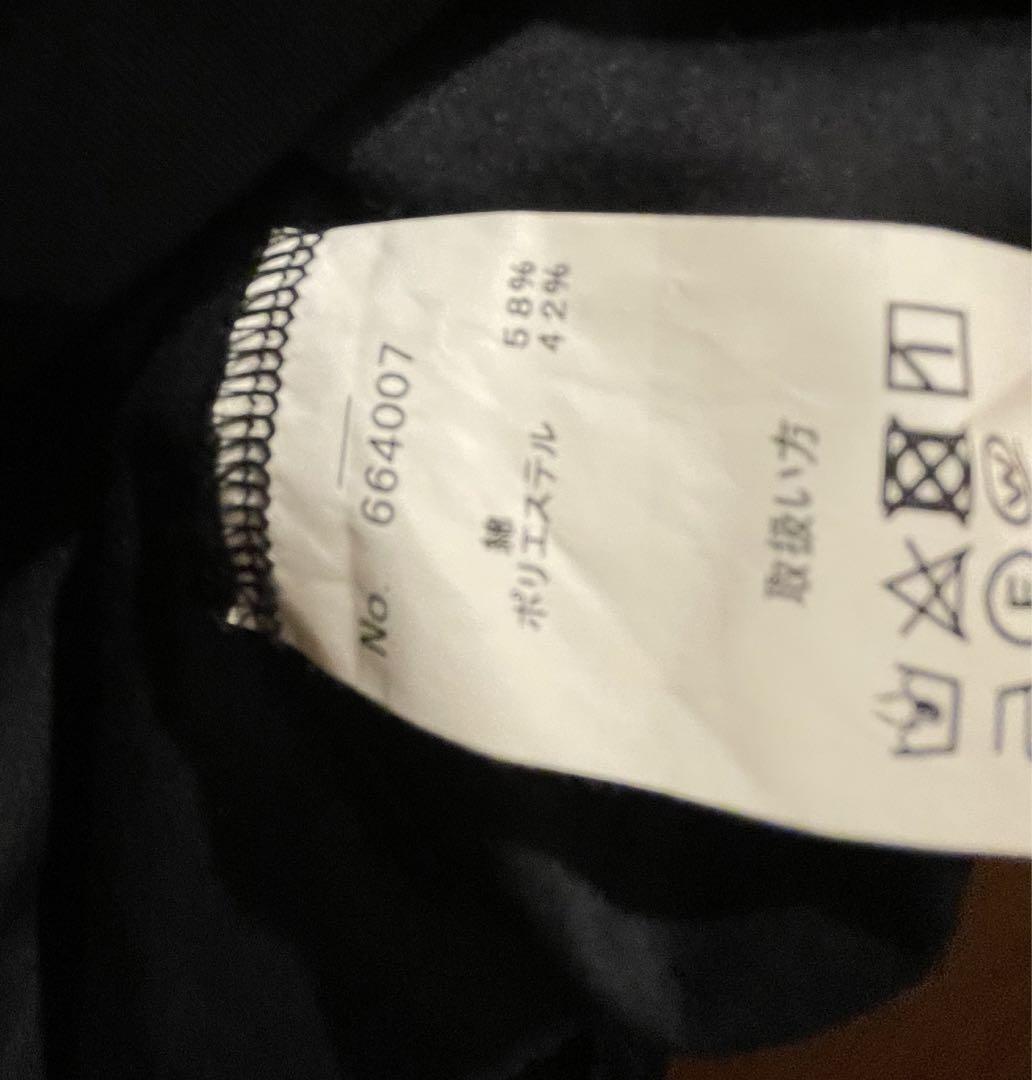 No. 664007
綿 58%
ポリエステル 42%
取扱い方
F
W